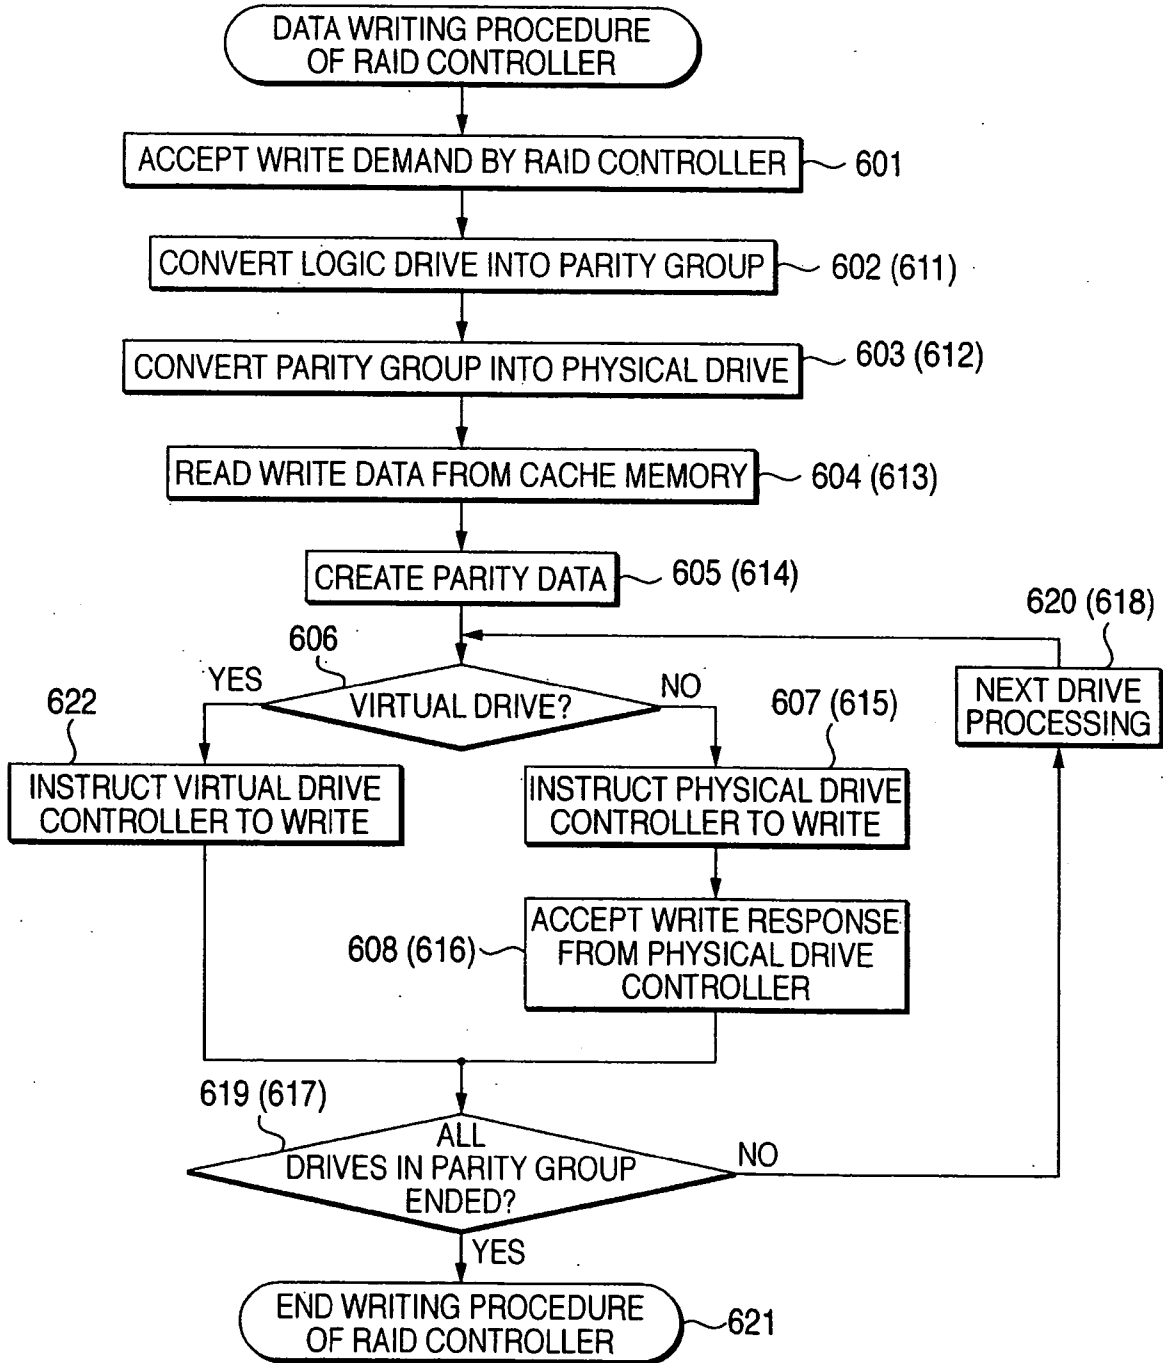 DATA WRITING PROCEDURE
OF RAID CONTROLLER
ACCEPT WRITE DEMAND BY RAID CONTROLLER
601
CONVERT LOGIC DRIVE INTO PARITY GROUP
602 (611)
CONVERT PARITY GROUP INTO PHYSICAL DRIVE
603 (612)
READ WRITE DATA FROM CACHE MEMORY
604 (613)
CREATE PARITY DATA
605 (614)
620 (618)
NEXT DRIVE
PROCESSING
606
YES
VIRTUAL DRIVE?
NO
622
INSTRUCT VIRTUAL DRIVE
CONTROLLER TO WRITE
607 (615)
INSTRUCT PHYSICAL DRIVE
CONTROLLER TO WRITE
608 (616)
ACCEPT WRITE RESPONSE
FROM PHYSICAL DRIVE
CONTROLLER
619 (617)
ALL
DRIVES IN PARITY GROUP
ENDED?
NO
YES
END WRITING PROCEDURE
OF RAID CONTROLLER
621